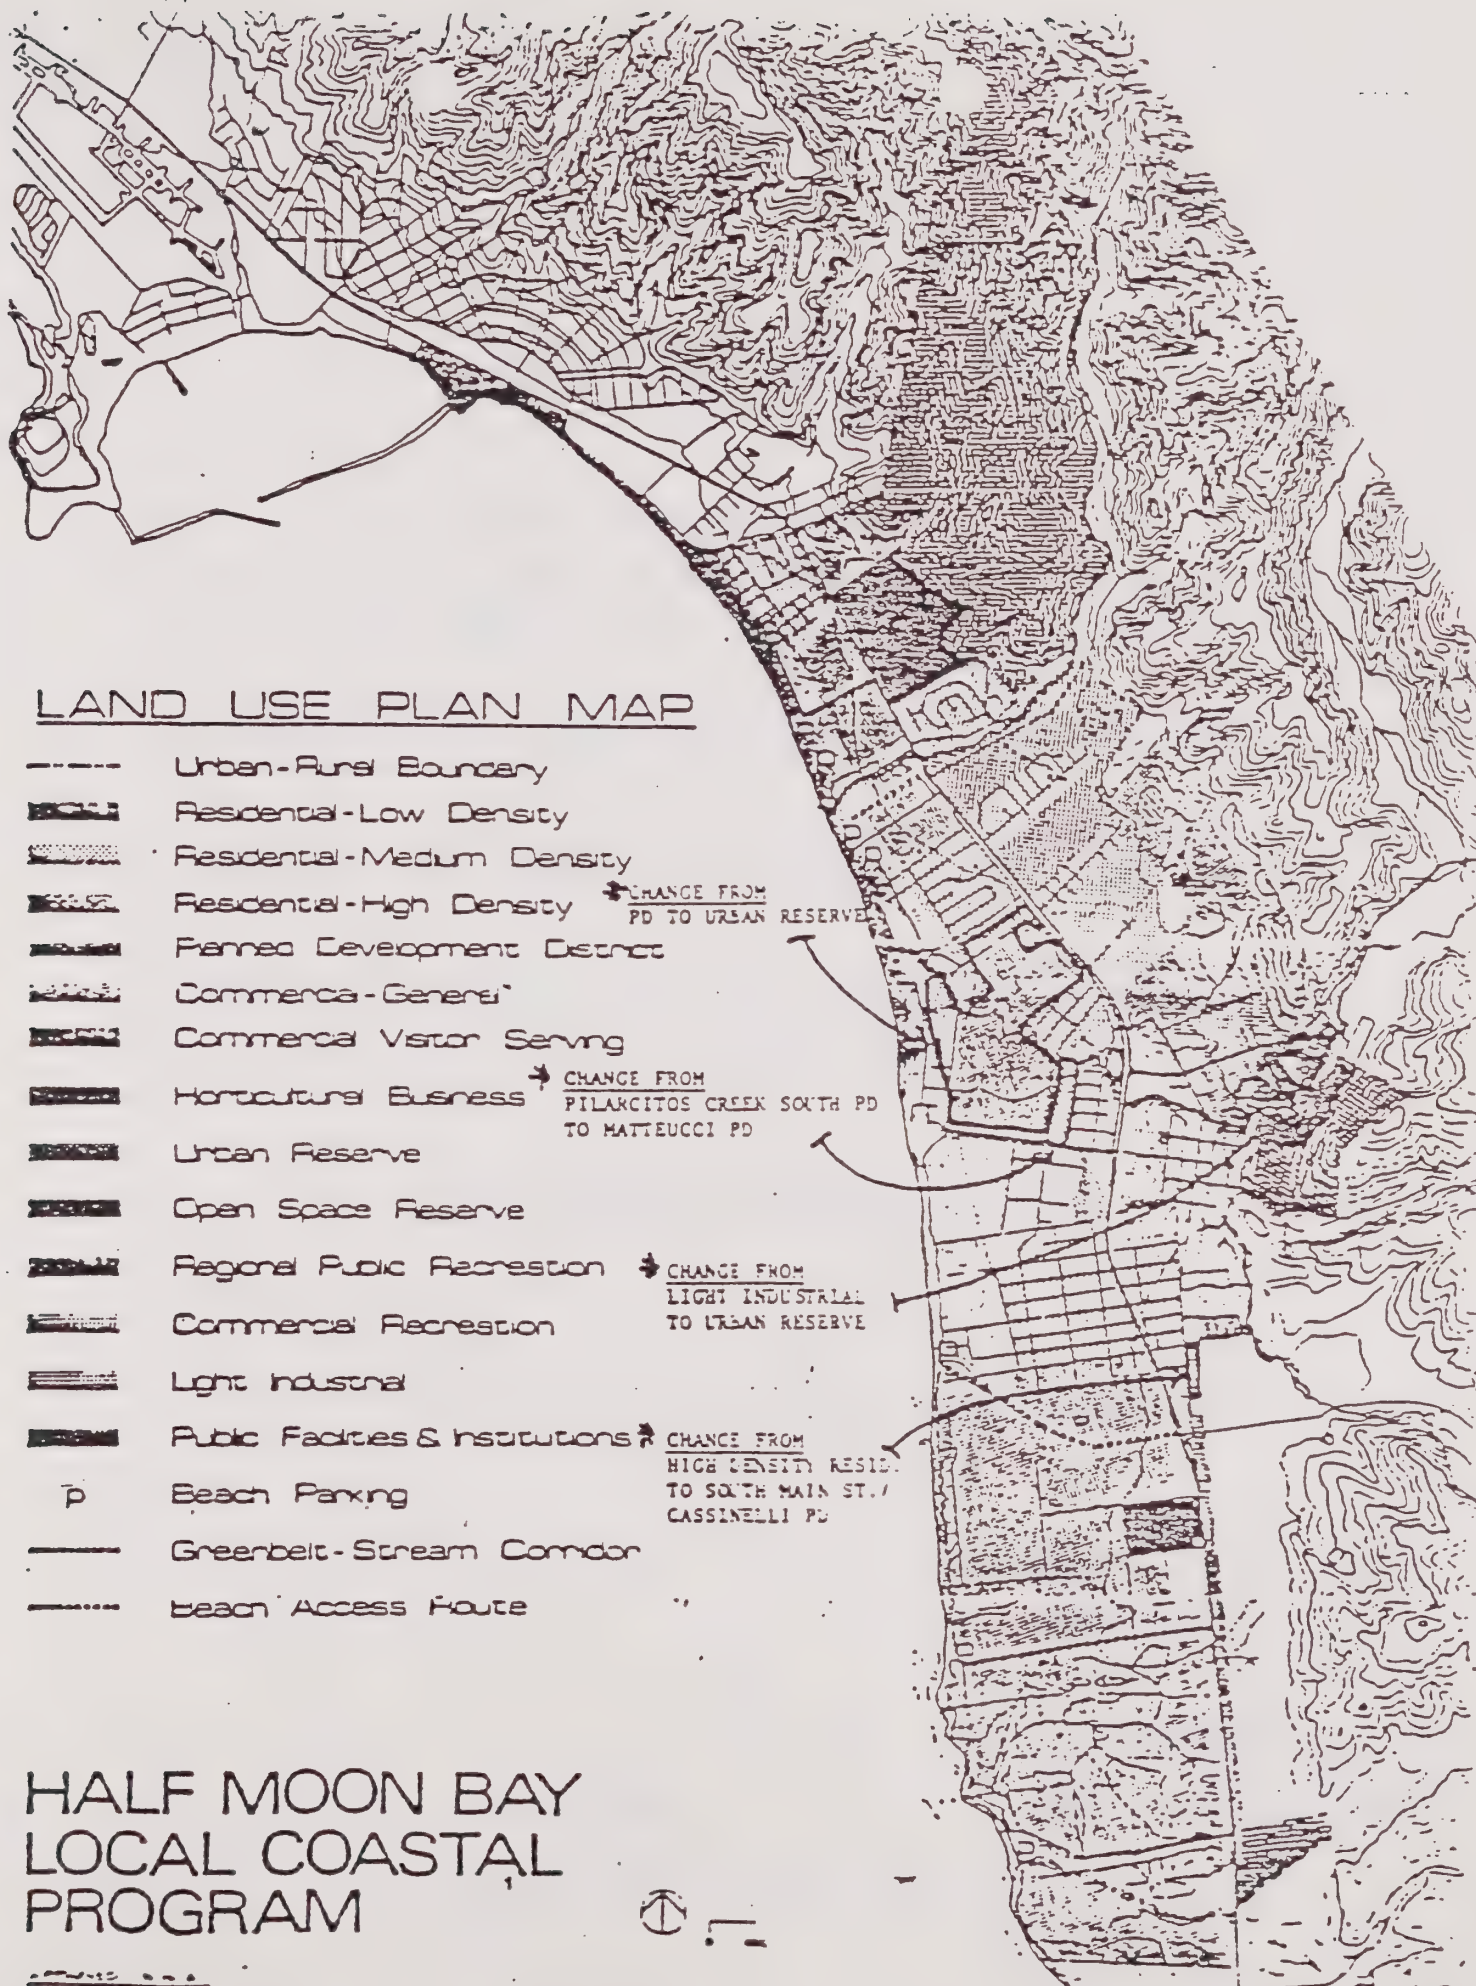 LAND USE PLAN MAP
Urban-Rural Boundary
Residential-Low Density
Residential-Medium Density
Residential-High Density
CHANGE FROM
PD TO URBAN RESERVE
Planned Development District
Commercial-General
Commercial Visitor Serving
Horticultural Business
CHANGE FROM
PILARCITOS CREEK SOUTH PD
TO MATTEUCCI PD
Urban Reserve
Open Space Reserve
Regional Public Recreation
CHANGE FROM
LIGHT INDUSTRIAL
TO URBAN RESERVE
Commercial Recreation
Light Industrial
Public Facilities & Institutions
CHANGE FROM
HIGH DENSITY RESID.
TO SOUTH MAIN ST./
CASSINELLI PD
P Beach Parking
Greenbelt-Stream Corridor
Beach Access Route
HALF MOON BAY
LOCAL COASTAL
PROGRAM